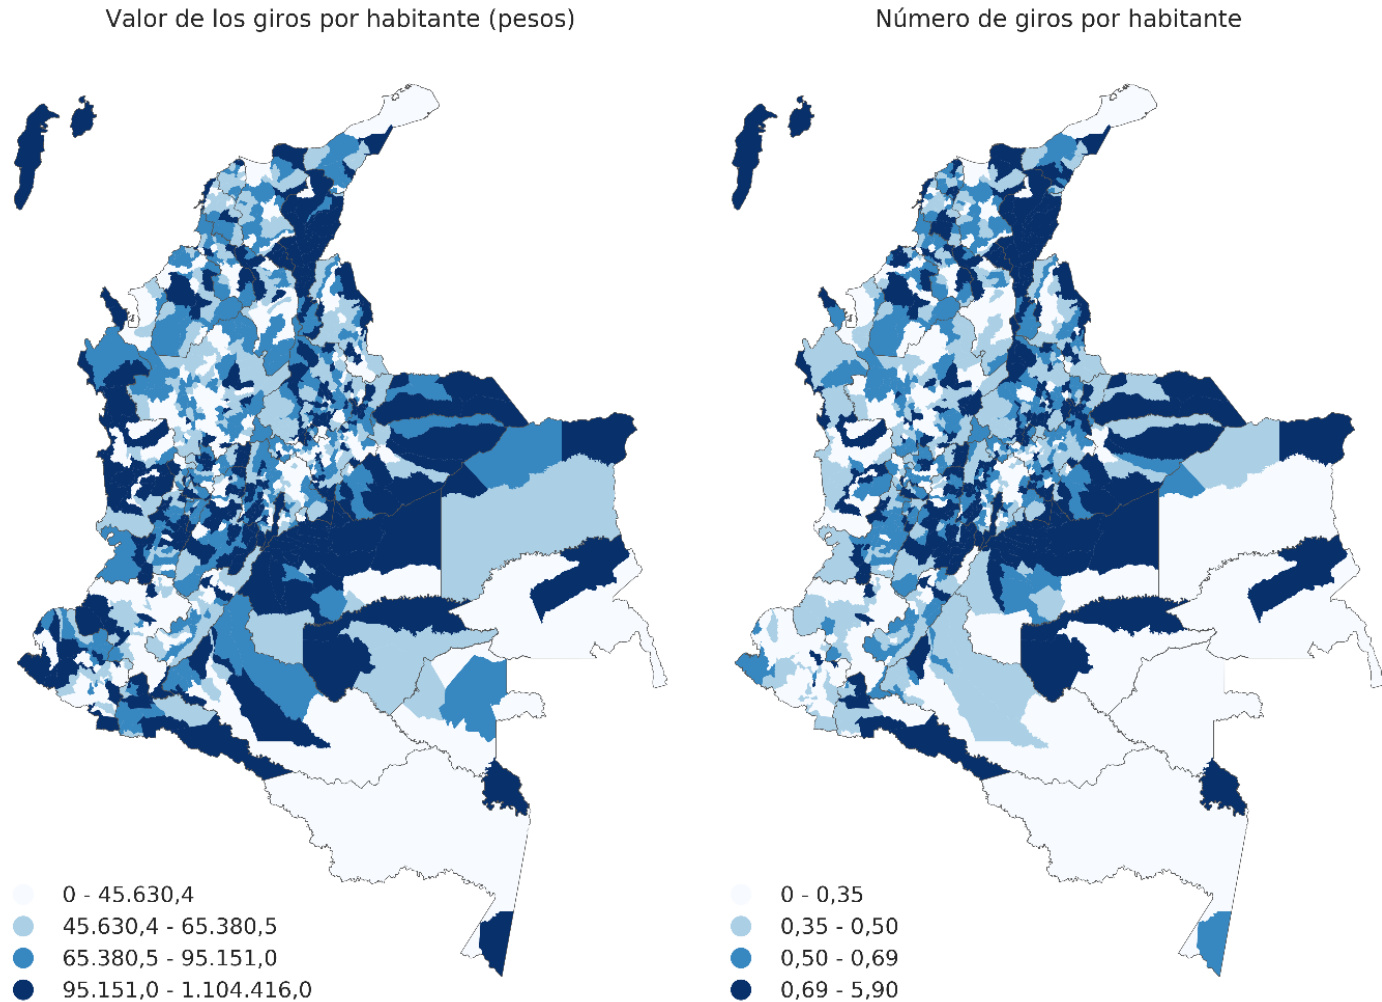 Valor de los giros por habitante (pesos)
Número de giros por habitante
0 - 45.630,4
45.630,4 - 65.380,5
65.380,5 - 95.151,0
95.151,0 - 1.104.416,0
0 - 0,35
0,35 - 0,50
0,50 - 0,69
0,69 - 5,90